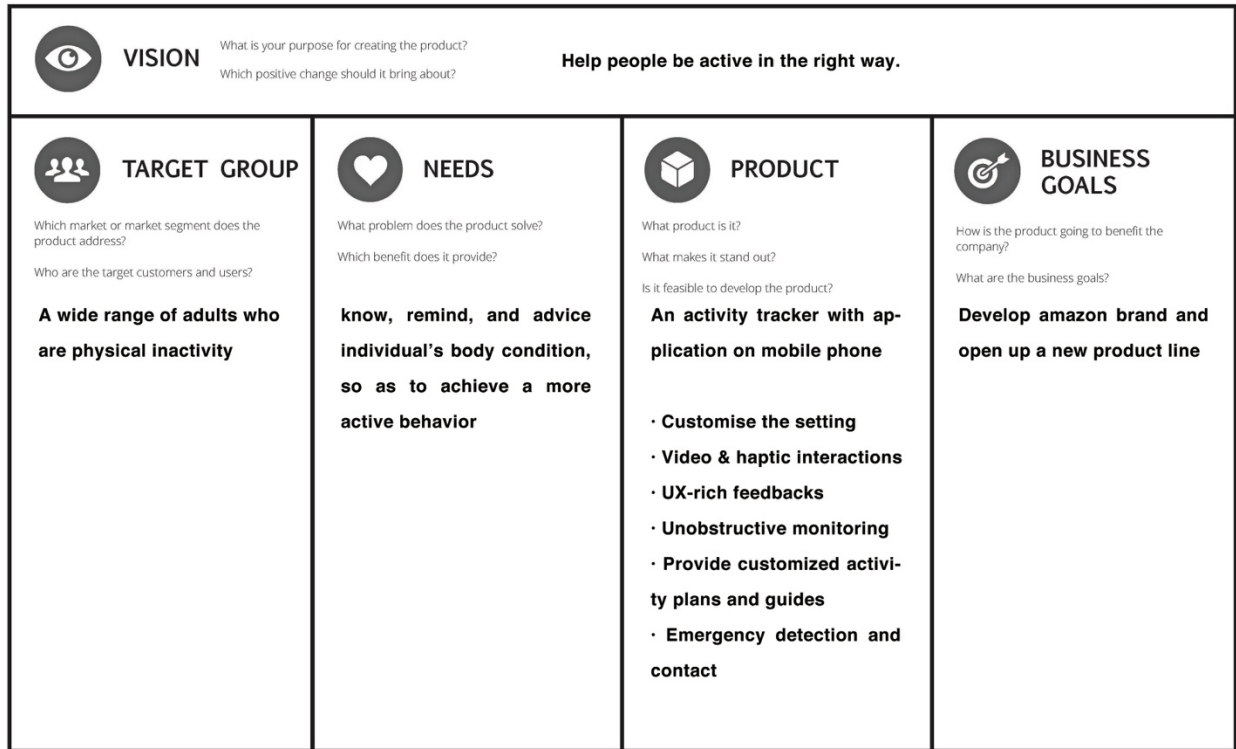 VISION
What is your purpose for creating the product?
Which positive change should it bring about?
Help people be active in the right way.
TARGET GROUP
Which market or market segment does the
product address?
Who are the target customers and users?
A wide range of adults who
are physical inactivity
NEEDS
What problem does the product solve?
Which benefit does it provide?
know, remind, and advice
individual's body condition,
so as to achieve a more
active behavior
PRODUCT
What product is it?
What makes it stand out?
Is it feasible to develop the product?
An activity tracker with ap-
plication on mobile phone
· Customise the setting
· Video & haptic interactions
· UX-rich feedbacks
· Unobstructive monitoring
· Provide customized activi-
ty plans and guides
· Emergency detection and
contact
BUSINESS
GOALS
How is the product going to benefit the
company?
What are the business goals?
Develop amazon brand and
open up a new product line